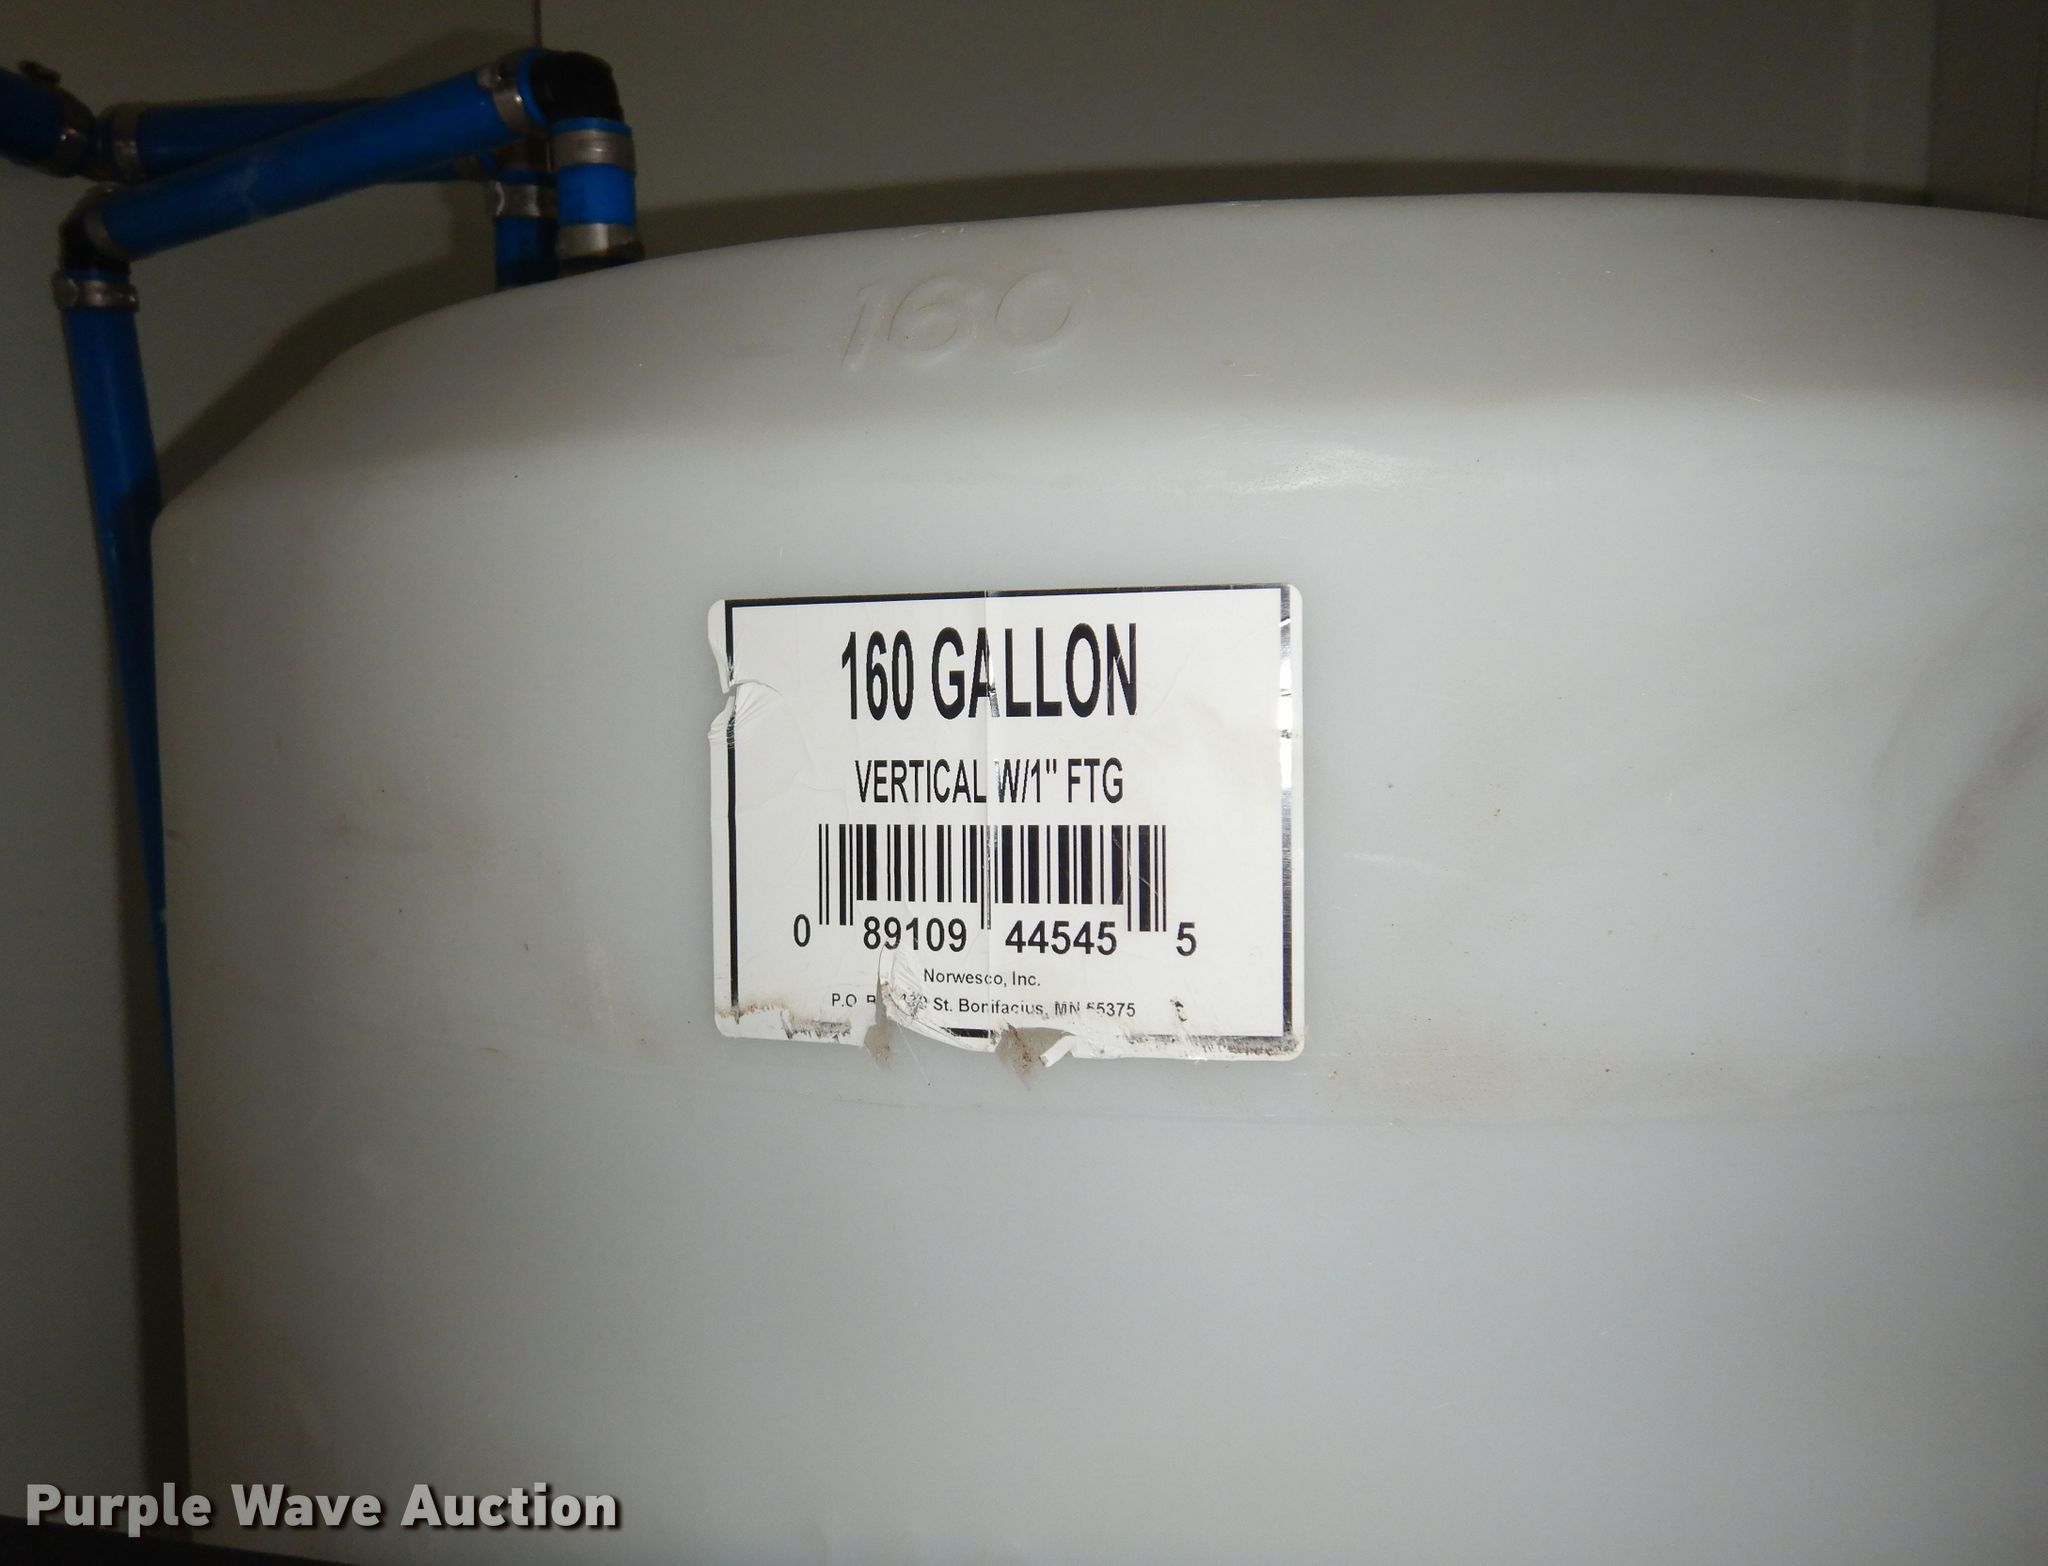 160
160 GALLON
VERTICAL W/1" FTG
0 89109 44545 5
Norwesco, Inc.
P.O. 439 St. Bonifacius, MN 55375
Purple Wave Auction